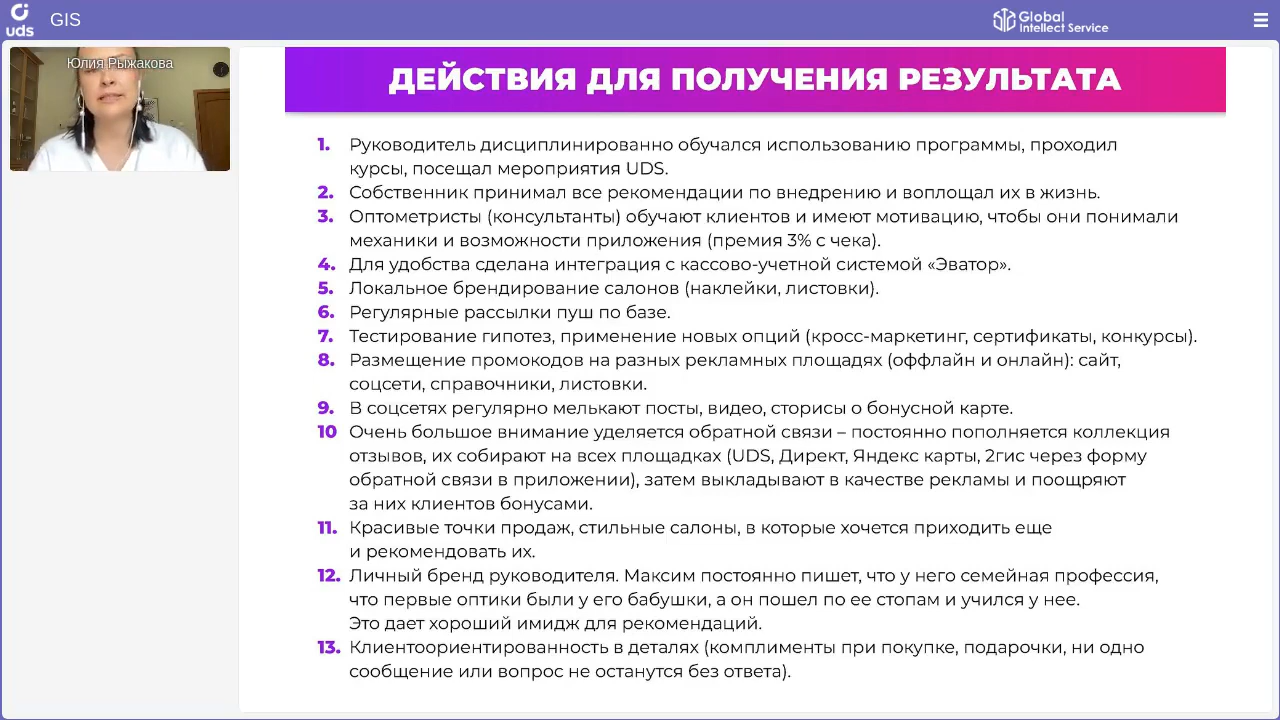 uds
GIS
Global
Intellect Service
Юлия Рыжакова
ДЕЙСТВИЯ ДЛЯ ПОЛУЧЕНИЯ РЕЗУЛЬТАТА
1. Руководитель дисциплинированно обучался использованию программы, проходил
курсы, посещал мероприятия UDS.
2. Собственник принимал все рекомендации по внедрению и воплощал их в жизнь.
3. Оптометристы (консультанты) обучают клиентов и имеют мотивацию, чтобы они понимали
механики и возможности приложения (премия 3% с чека).
4. Для удобства сделана интеграция с кассово-учетной системой «Эватор».
5. Локальное брендирование салонов (наклейки, листовки).
6. Регулярные рассылки пуш по базе.
7. Тестирование гипотез, применение новых опций (кросс-маркетинг, сертификаты, конкурсы).
8. Размещение промокодов на разных рекламных площадях (оффлайн и онлайн): сайт,
соцсети, справочники, листовки.
9. В соцсетях регулярно мелькают посты, видео, сторисы о бонусной карте.
10 Очень большое внимание уделяется обратной связи – постоянно пополняется коллекция
отзывов, их собирают на всех площадках (UDS, Директ, Яндекс карты, 2гис через форму
обратной связи в приложении), затем выкладывают в качестве рекламы и поощряют
за них клиентов бонусами.
11. Красивые точки продаж, стильные салоны, в которые хочется приходить еще
и рекомендовать их.
12. Личный бренд руководителя. Максим постоянно пишет, что у него семейная профессия,
что первые оптики были у его бабушки, а он пошел по ее стопам и учился у нее.
Это дает хороший имидж для рекомендаций.
13. Клиентоориентированность в деталях (комплименты при покупке, подарочки, ни одно
сообщение или вопрос не останутся без ответа).